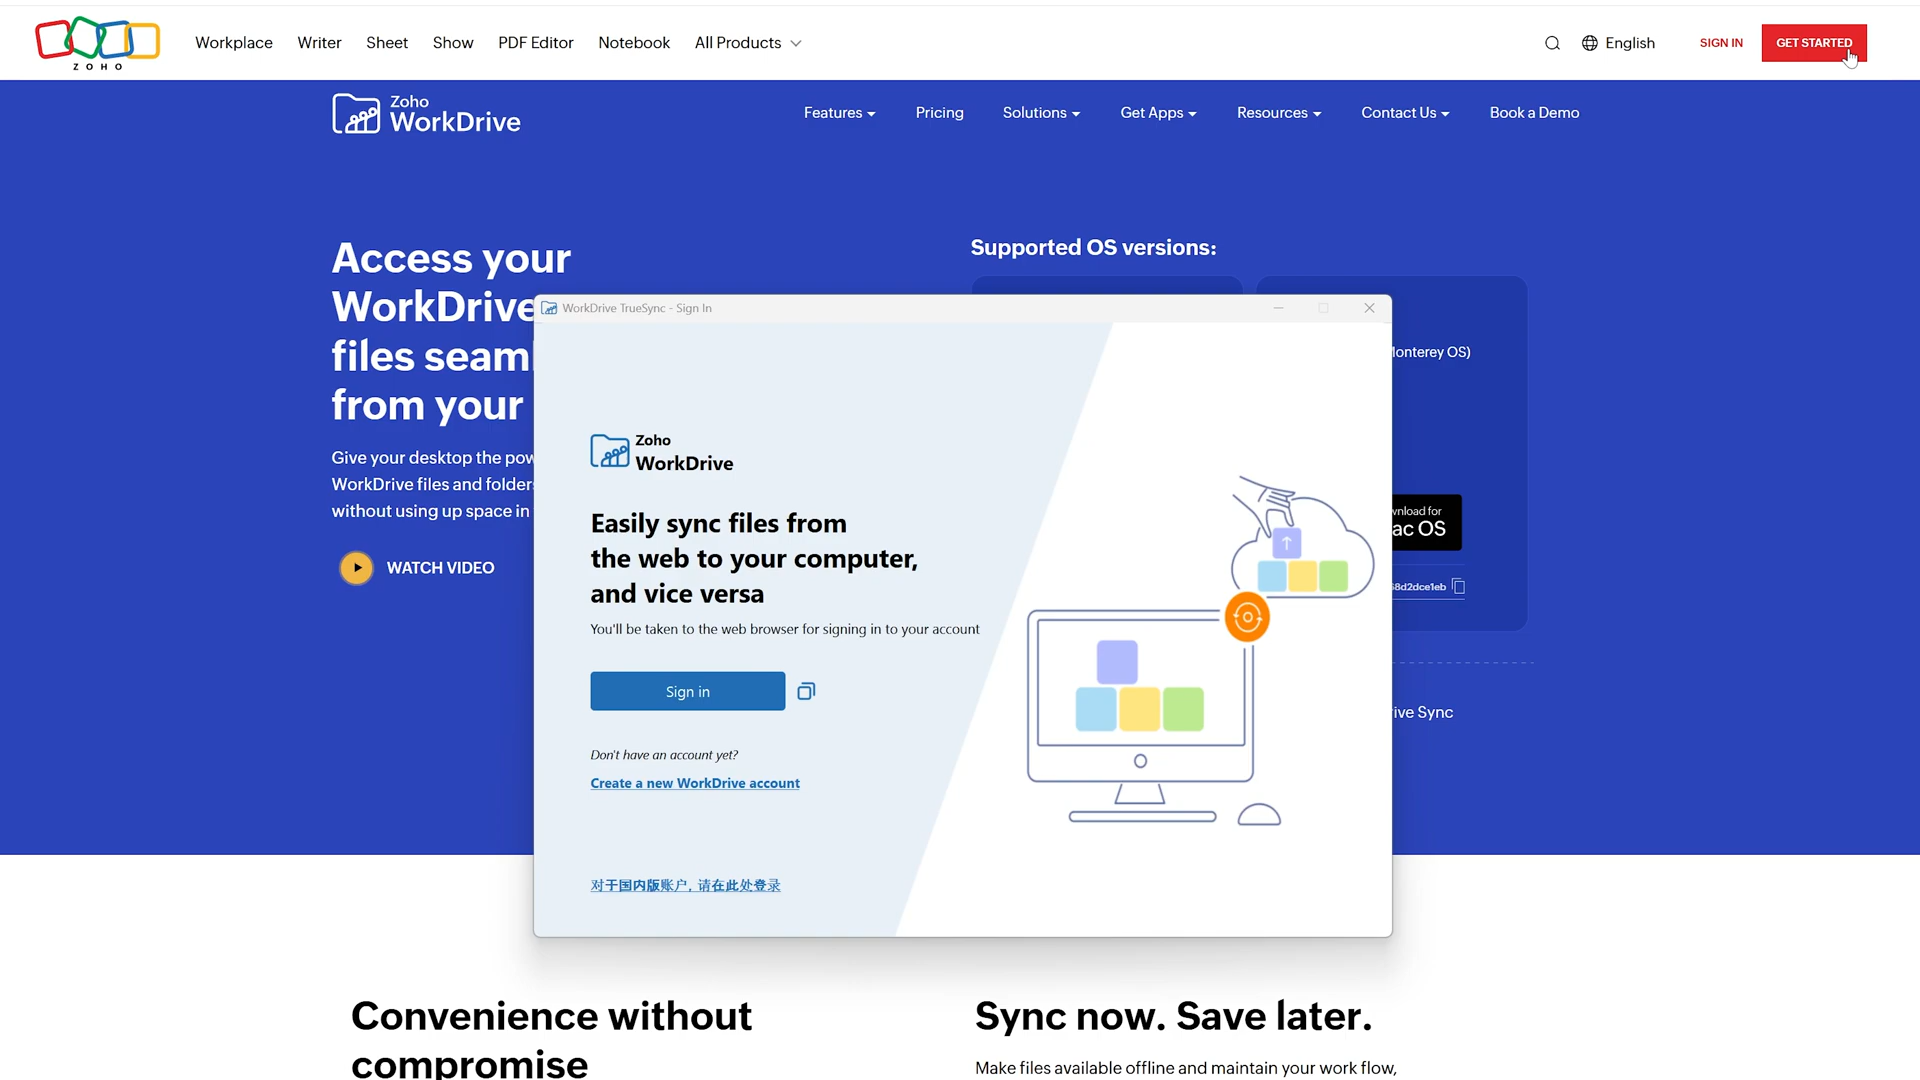 ZOHO
Workplace Writer Sheet Show PDF Editor Notebook All Products
English
SIGN IN
GET STARTED
Zoho
WorkDrive
Features Pricing Solutions Get Apps Resources Contact Us Book a Demo
Access your
WorkDrive
files seam
from your
Give your desktop the pow
WorkDrive files and folders
without using up space in
WATCH VIDEO
Supported OS versions:
onterey OS)
wnload for
ac OS
68d2dce1eb
ive Sync
WorkDrive TrueSync - Sign In
Zoho
WorkDrive
Easily sync files from
the web to your computer,
and vice versa
You'll be taken to the web browser for signing in to your account
Sign in
Don't have an account yet?
Create a new WorkDrive account
对于国内版账户, 请在此处登录
Convenience without
compromise
Sync now. Save later.
Make files available offline and maintain your work flow,